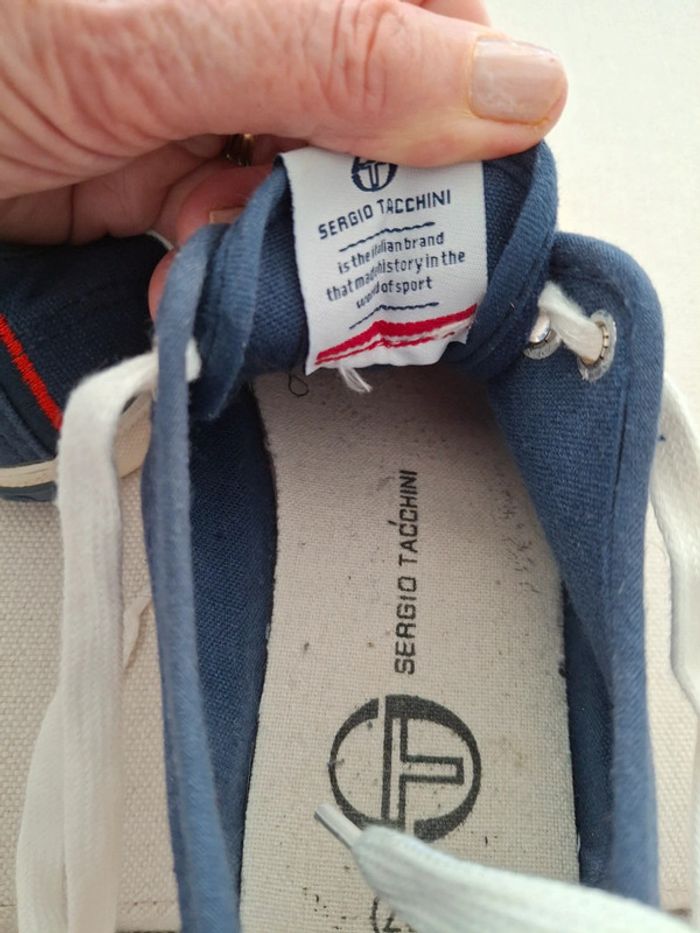 SERGIO TACCHINI
is the italian brand
that made history in the
world of sport
SERGIO TACCHINI